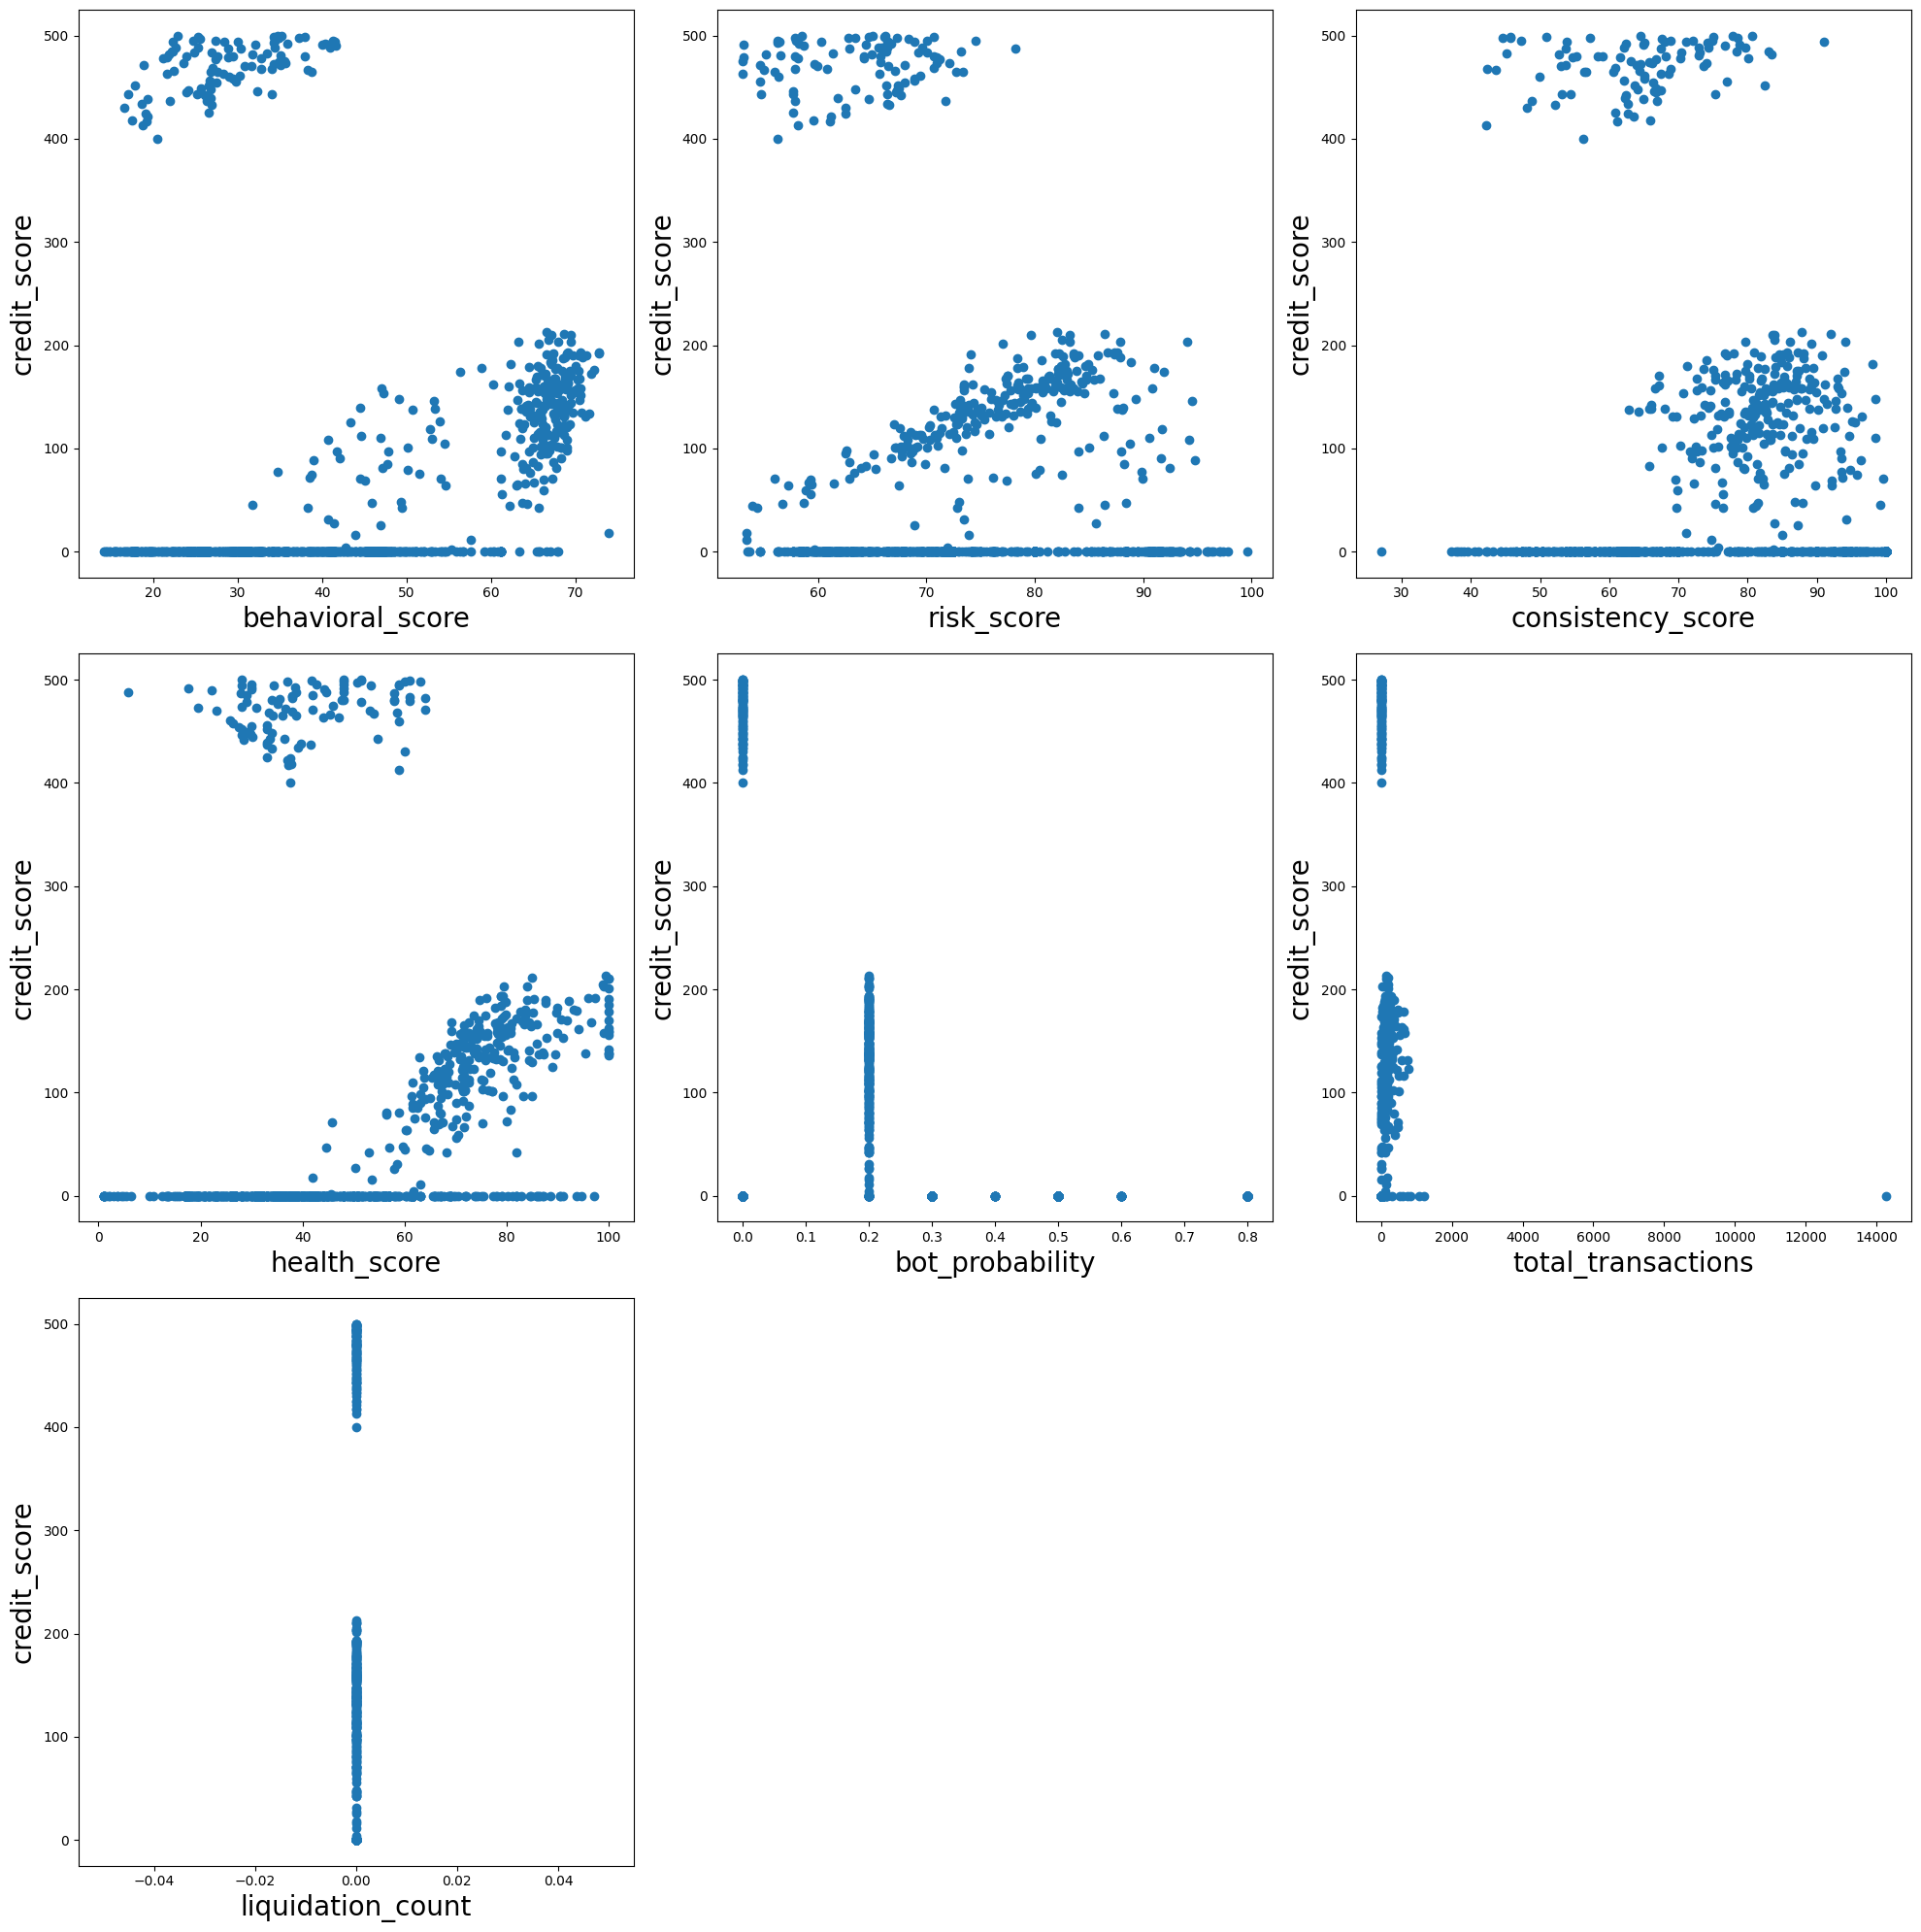 500
400
300
200
100
0
credit_score
20 30 40 50 60 70
behavioral_score
500
400
300
200
100
0
credit_score
60 70 80 90 100
risk_score
500
400
300
200
100
0
credit_score
30 40 50 60 70 80 90 100
consistency_score
500
400
300
200
100
0
credit_score
0 20 40 60 80 100
health_score
500
400
300
200
100
0
credit_score
0.0 0.1 0.2 0.3 0.4 0.5 0.6 0.7 0.8
bot_probability
500
400
300
200
100
0
credit_score
0 2000 4000 6000 8000 10000 12000 14000
total_transactions
500
400
300
200
100
0
credit_score
−0.04 −0.02 0.00 0.02 0.04
liquidation_count